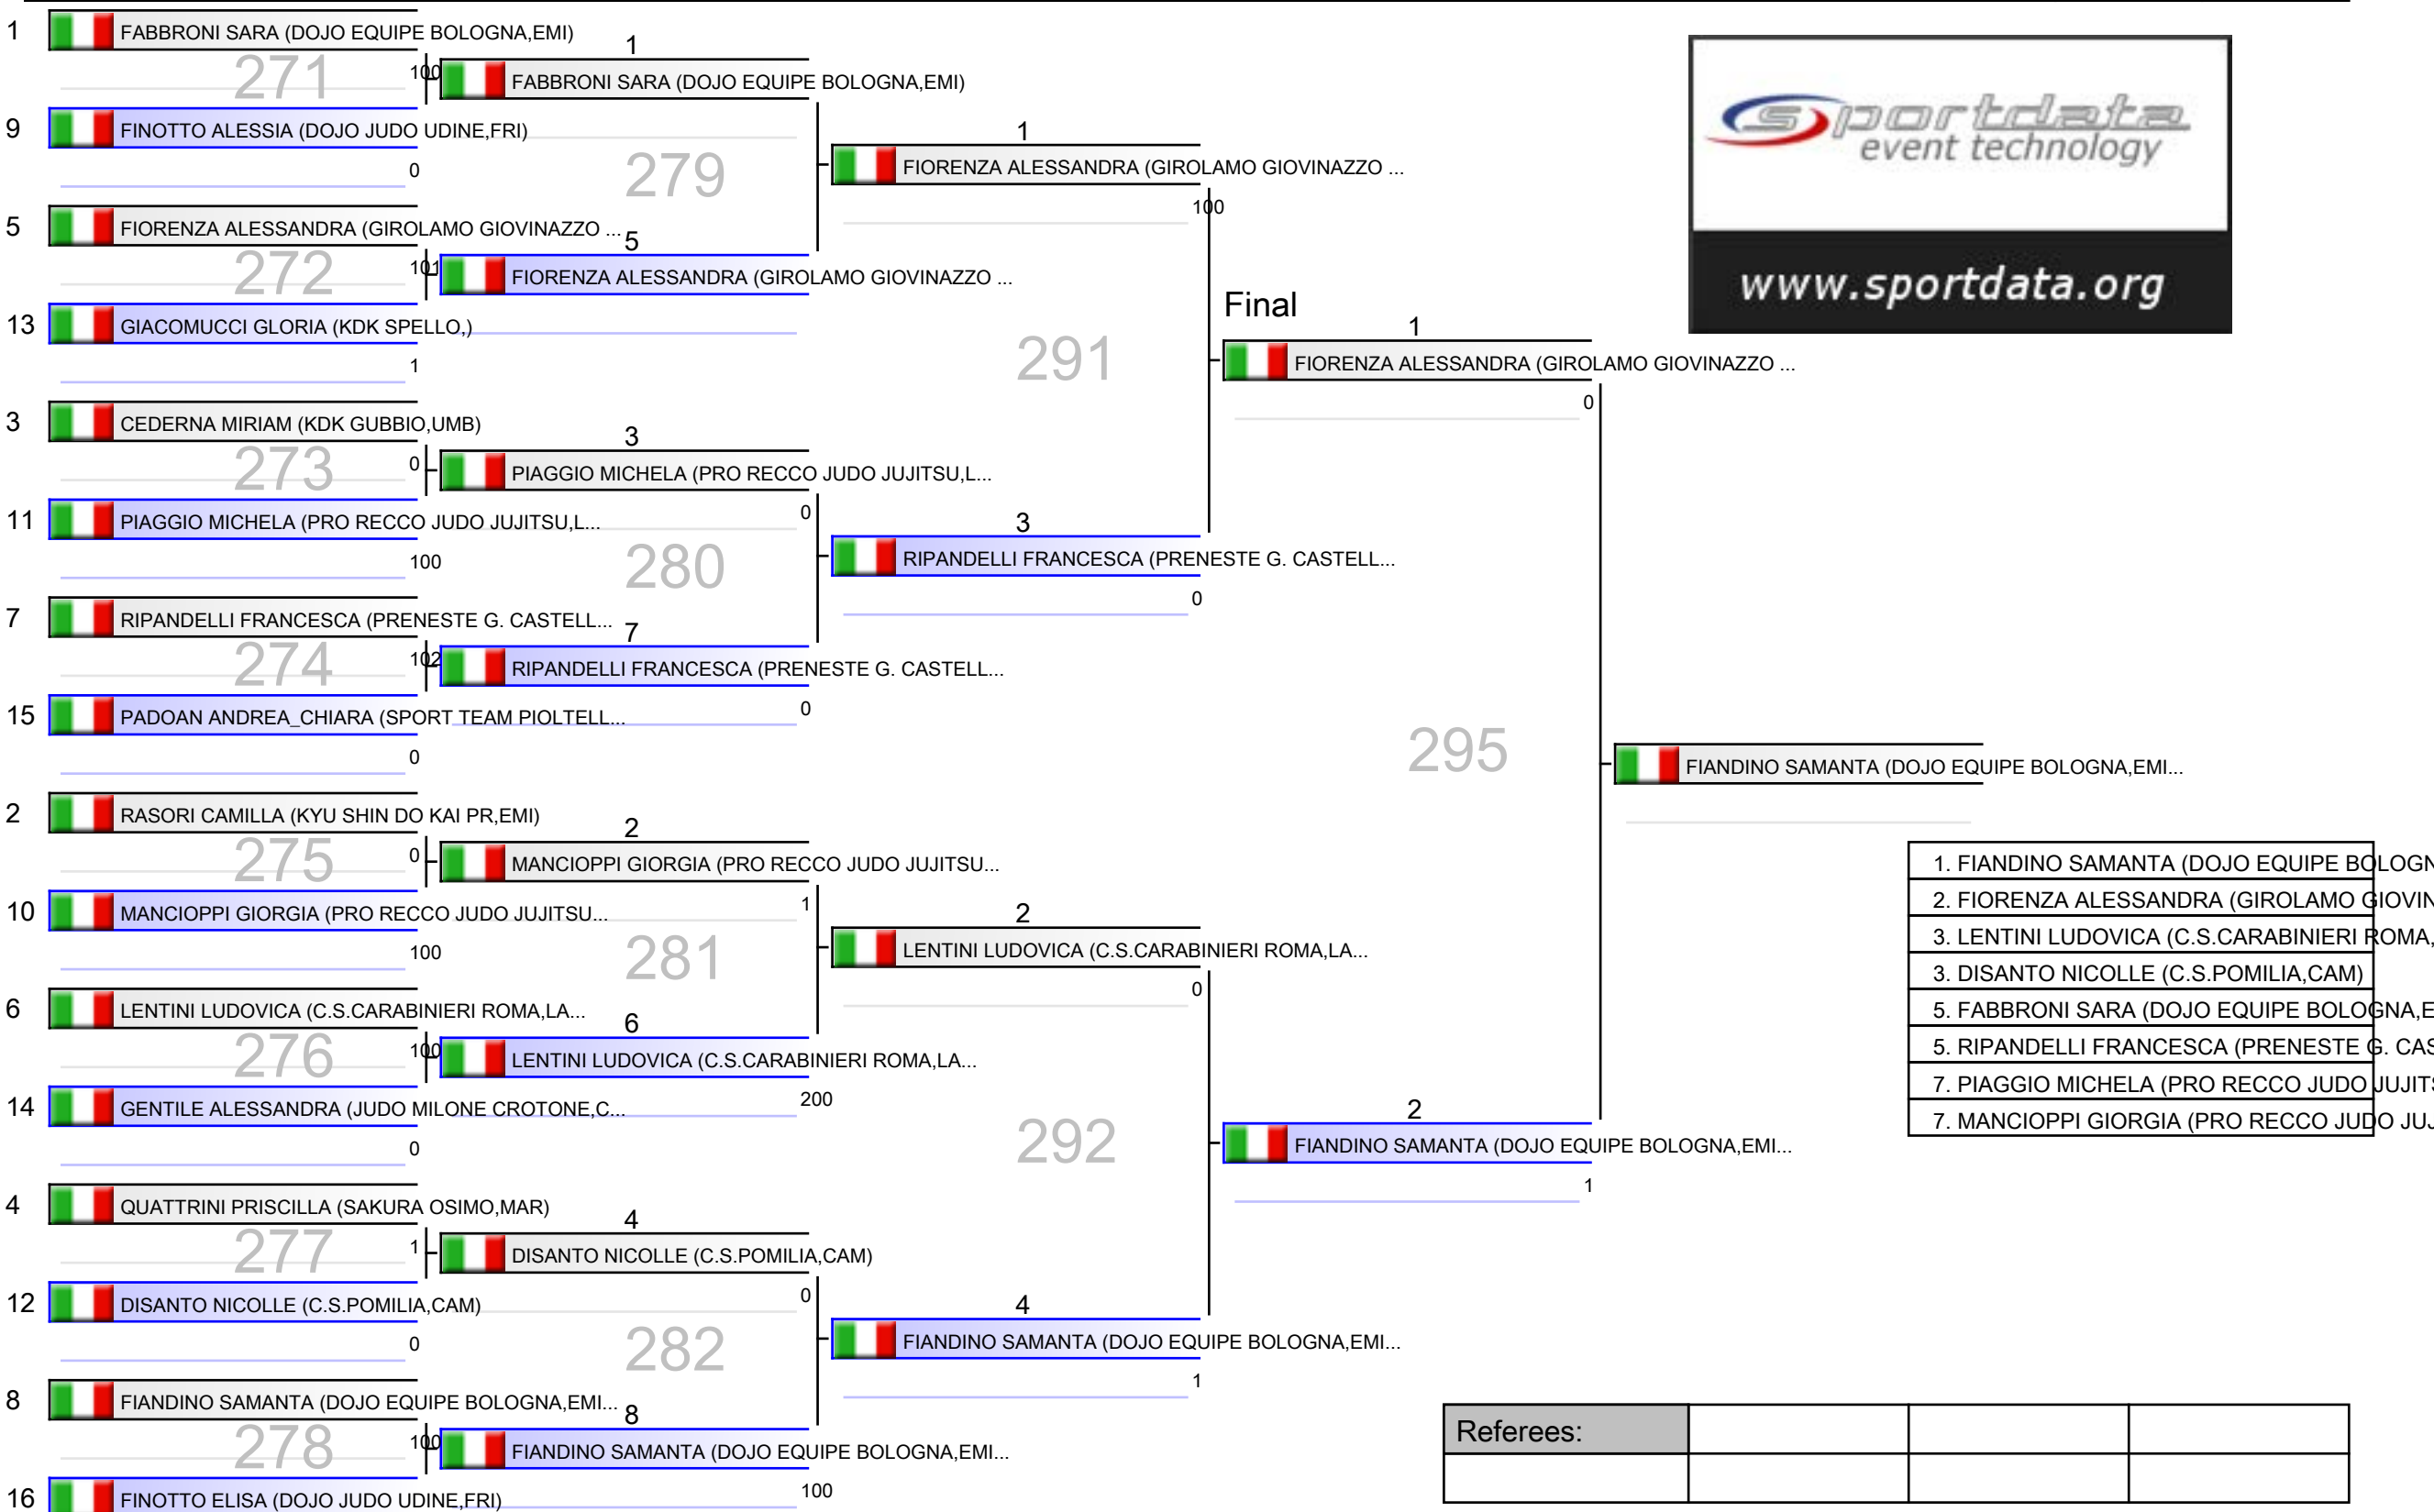 1 FABBRONI SARA (DOJO EQUIPE BOLOGNA,EMI)
271 100
9 FINOTTO ALESSIA (DOJO JUDO UDINE,FRI)
0
5 FIORENZA ALESSANDRA (GIROLAMO GIOVINAZZO ...
272 101
13 GIACOMUCCI GLORIA (KDK SPELLO,)
1
3 CEDERNA MIRIAM (KDK GUBBIO,UMB)
273 0
11 PIAGGIO MICHELA (PRO RECCO JUDO JUJITSU,L...
100
7 RIPANDELLI FRANCESCA (PRENESTE G. CASTELL...
274 102
15 PADOAN ANDREA_CHIARA (SPORT TEAM PIOLTELL...
0
2 RASORI CAMILLA (KYU SHIN DO KAI PR,EMI)
275 0
10 MANCIOPPI GIORGIA (PRO RECCO JUDO JUJITSU...
100
6 LENTINI LUDOVICA (C.S.CARABINIERI ROMA,LA...
276 100
14 GENTILE ALESSANDRA (JUDO MILONE CROTONE,C...
0
4 QUATTRINI PRISCILLA (SAKURA OSIMO,MAR)
277 1
12 DISANTO NICOLLE (C.S.POMILIA,CAM)
0
8 FIANDINO SAMANTA (DOJO EQUIPE BOLOGNA,EMI...
278 100
16 FINOTTO ELISA (DOJO JUDO UDINE,FRI)
1
FABBRONI SARA (DOJO EQUIPE BOLOGNA,EMI)
279
5
FIORENZA ALESSANDRA (GIROLAMO GIOVINAZZO ...
3
PIAGGIO MICHELA (PRO RECCO JUDO JUJITSU,L...
0
280
7
RIPANDELLI FRANCESCA (PRENESTE G. CASTELL...
0
2
MANCIOPPI GIORGIA (PRO RECCO JUDO JUJITSU...
1
281
6
LENTINI LUDOVICA (C.S.CARABINIERI ROMA,LA...
200
4
DISANTO NICOLLE (C.S.POMILIA,CAM)
0
282
8
FIANDINO SAMANTA (DOJO EQUIPE BOLOGNA,EMI...
100
1
FIORENZA ALESSANDRA (GIROLAMO GIOVINAZZO ...
100
291
3
RIPANDELLI FRANCESCA (PRENESTE G. CASTELL...
0
2
LENTINI LUDOVICA (C.S.CARABINIERI ROMA,LA...
0
292
4
FIANDINO SAMANTA (DOJO EQUIPE BOLOGNA,EMI...
1
Final
1
FIORENZA ALESSANDRA (GIROLAMO GIOVINAZZO ...
0
295
2
FIANDINO SAMANTA (DOJO EQUIPE BOLOGNA,EMI...
1
FIANDINO SAMANTA (DOJO EQUIPE BOLOGNA,EMI...
sportdata
event technology
www.sportdata.org
1. FIANDINO SAMANTA (DOJO EQUIPE BOLOGN
2. FIORENZA ALESSANDRA (GIROLAMO GIOVIN
3. LENTINI LUDOVICA (C.S.CARABINIERI ROMA,
3. DISANTO NICOLLE (C.S.POMILIA,CAM)
5. FABBRONI SARA (DOJO EQUIPE BOLOGNA,E
5. RIPANDELLI FRANCESCA (PRENESTE G. CAS
7. PIAGGIO MICHELA (PRO RECCO JUDO JUJITS
7. MANCIOPPI GIORGIA (PRO RECCO JUDO JUJ
Referees: